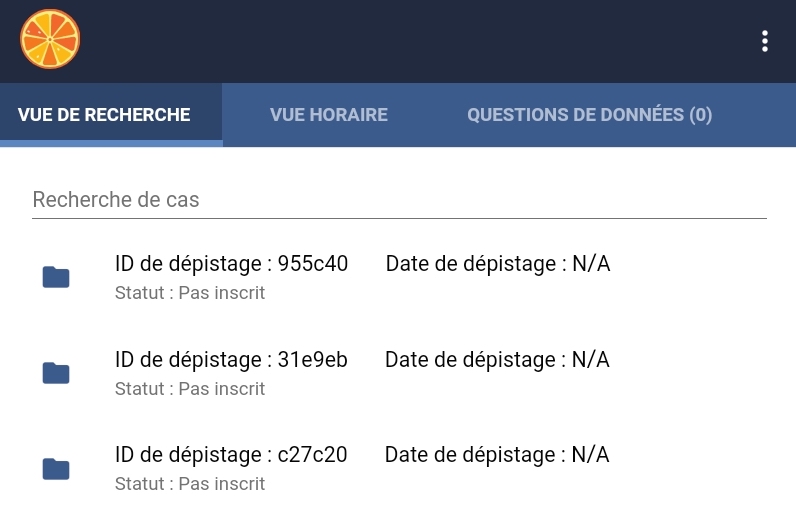 VUE DE RECHERCHE VUE HORAIRE QUESTIONS DE DONNÉES (0)
Recherche de cas
ID de dépistage : 955c40 Date de dépistage : N/A
Statut : Pas inscrit
ID de dépistage : 31e9eb Date de dépistage : N/A
Statut : Pas inscrit
ID de dépistage : c27c20 Date de dépistage : N/A
Statut : Pas inscrit